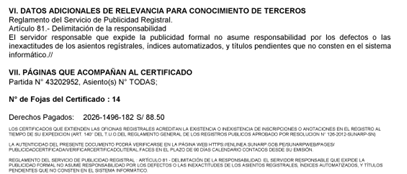 VI. DATOS ADICIONALES DE RELEVANCIA PARA CONOCIMIENTO DE TERCEROS
Reglamento del Servicio de Publicidad Registral.
Artículo 81.- Delimitación de la responsabilidad
El servidor responsable que expide la publicidad formal no asume responsabilidad por los defectos o las
inexactitudes de los asientos registrales, índices automatizados, y títulos pendientes que no consten en el sistema
informático.//
VII. PÁGINAS QUE ACOMPAÑAN AL CERTIFICADO
Partida N° 43202952, Asiento(s) N° TODAS;
N° de Fojas del Certificado : 14
Derechos Pagados: 2026-1496-182 S/ 88.50
LOS CERTIFICADOS QUE EXTIENDEN LAS OFICINAS REGISTRALES ACREDITAN LA EXISTENCIA O INEXISTENCIA DE INSCRIPCIONES O ANOTACIONES EN EL REGISTRO AL
TIEMPO DE SU EXPEDICION (ART. 140° DEL T.U.O DEL REGLAMENTO GENERAL DE LOS REGISTROS PUBLICOS APROBADO POR RESOLUCIÓN N° 126-2012-SUNARP-SN)
LA AUTENTICIDAD DEL PRESENTE DOCUMENTO PODRÁ VERIFICARSE EN LA PÁGINA WEB HTTPS://ENLINEA.SUNARP.GOB.PE/SUNARPWEB/PAGES/
PUBLICIDADCERTIFICADA/VERIFICARCERTIFICADOLITERAL.FACES EN EL PLAZO DE 90 DÍAS CALENDARIO CONTADOS DESDE SU EMISIÓN.
REGLAMENTO DEL SERVICIO DE PUBLICIDAD REGISTRAL : ARTÍCULO 81 - DELIMITACIÓN DE LA RESPONSABILIDAD. EL SERVIDOR RESPONSABLE QUE EXPIDE LA
PUBLICIDAD FORMAL NO ASUME RESPONSABILIDAD POR LOS DEFECTOS O LAS INEXACTITUDES DE LOS ASIENTOS REGISTRALES, ÍNDICES AUTOMATIZADOS, Y TÍTULOS
PENDIENTES QUE NO CONSTEN EN EL SISTEMA INFORMÁTICO.